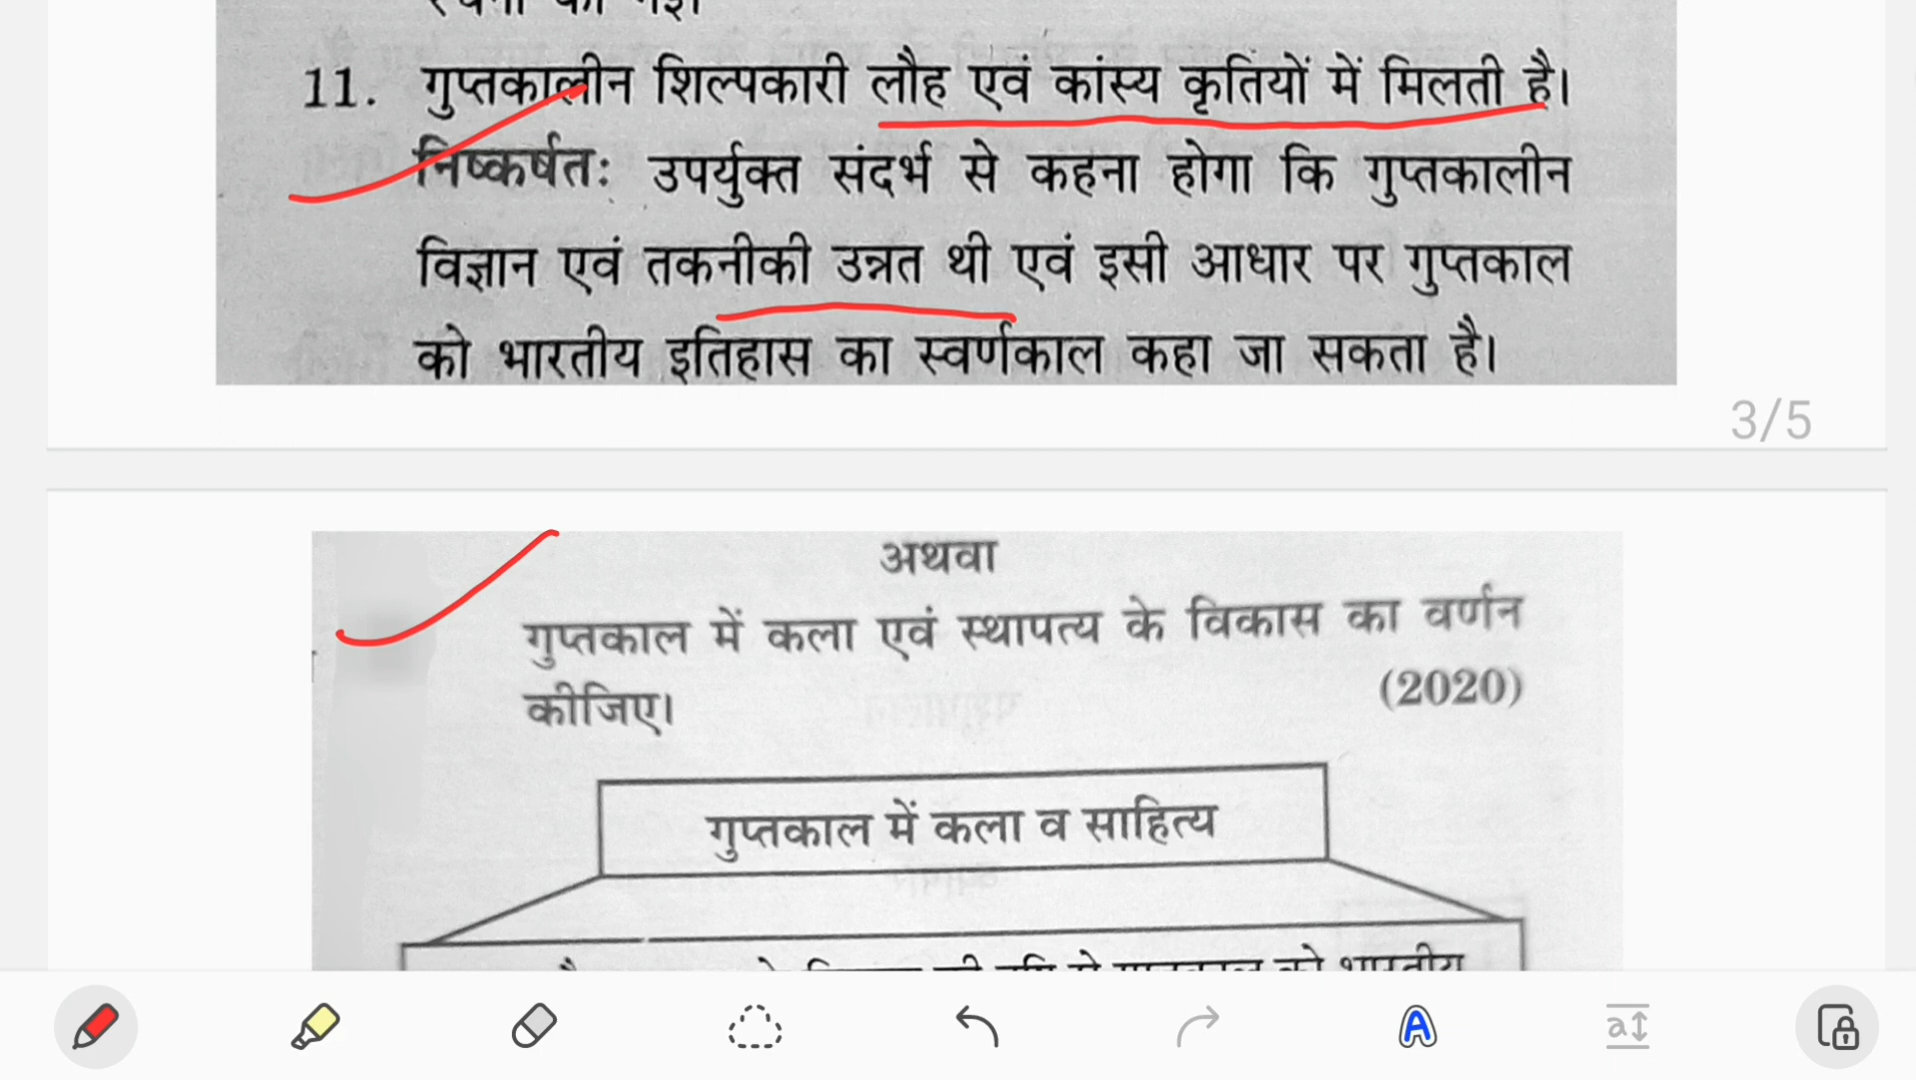 11. गुप्तकालीन शिल्पकारी लौह एवं कांस्य कृतियों में मिलती है।
निष्कर्षतः उपर्युक्त संदर्भ से कहना होगा कि गुप्तकालीन
विज्ञान एवं तकनीकी उन्नत थी एवं इसी आधार पर गुप्तकाल
को भारतीय इतिहास का स्वर्णकाल कहा जा सकता है।
3/5
अथवा
गुप्तकाल में कला एवं स्थापत्य के विकास का वर्णन
कीजिए। (2020)
गुप्तकाल में कला व साहित्य
A
a